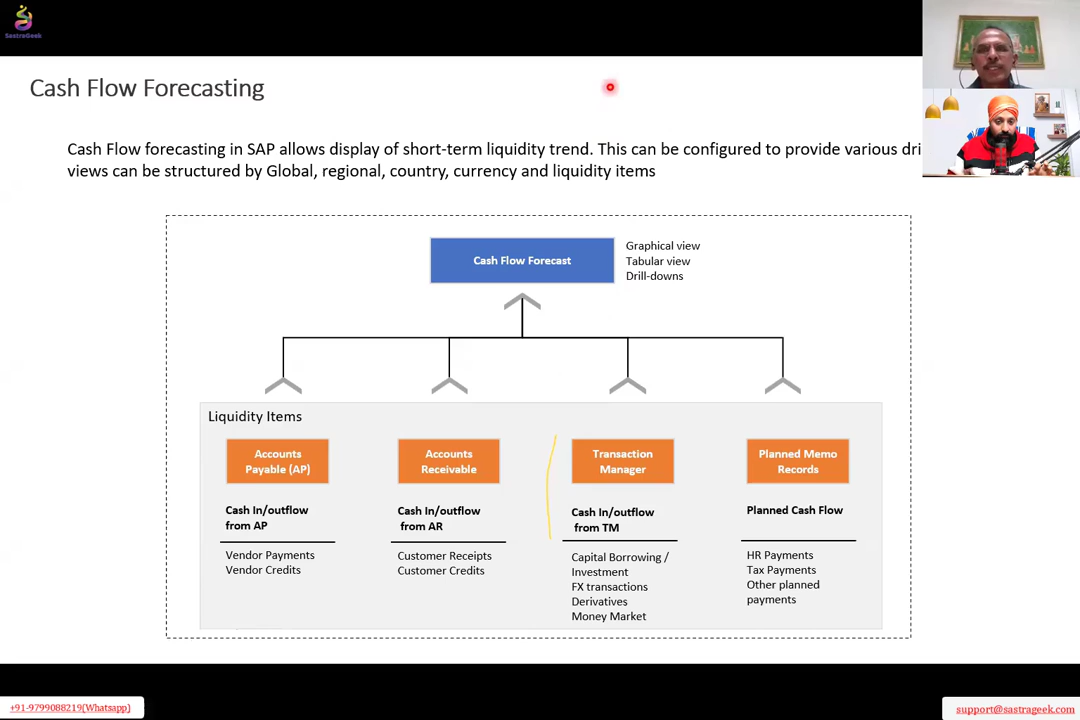 SastraGeek
Cash Flow Forecasting
Cash Flow forecasting in SAP allows display of short-term liquidity trend. This can be configured to provide various
views can be structured by Global, regional, country, currency and liquidity items
Cash Flow Forecast
Graphical view
Tabular view
Drill-downs
Liquidity Items
Accounts
Payable (AP)
Cash In/outflow
from AP
Vendor Payments
Vendor Credits
Accounts
Receivable
Cash In/outflow
from AR
Customer Receipts
Customer Credits
Transaction
Manager
Cash In/outflow
from TM
Capital Borrowing /
Investment
FX transactions
Derivatives
Money Market
Planned Memo
Records
Planned Cash Flow
HR Payments
Tax Payments
Other planned
payments
+91-9799088219(Whatsapp)
support@sastrageek.com